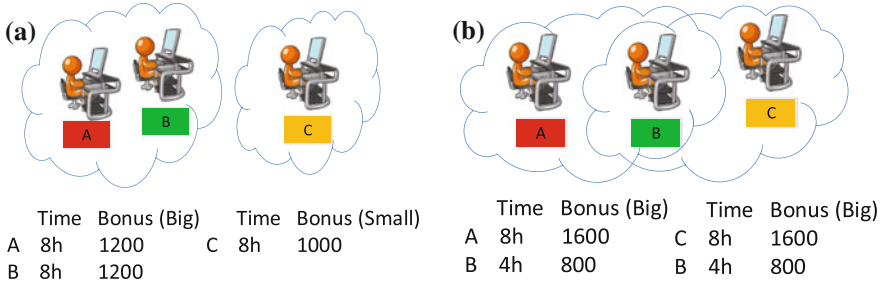 (a)
A
B
C
Time Bonus (Big)
A 8h 1200
B 8h 1200
Time Bonus (Small)
C 8h 1000
(b)
A
B
C
Time Bonus (Big)
A 8h 1600
B 4h 800
Time Bonus (Big)
C 8h 1600
B 4h 800